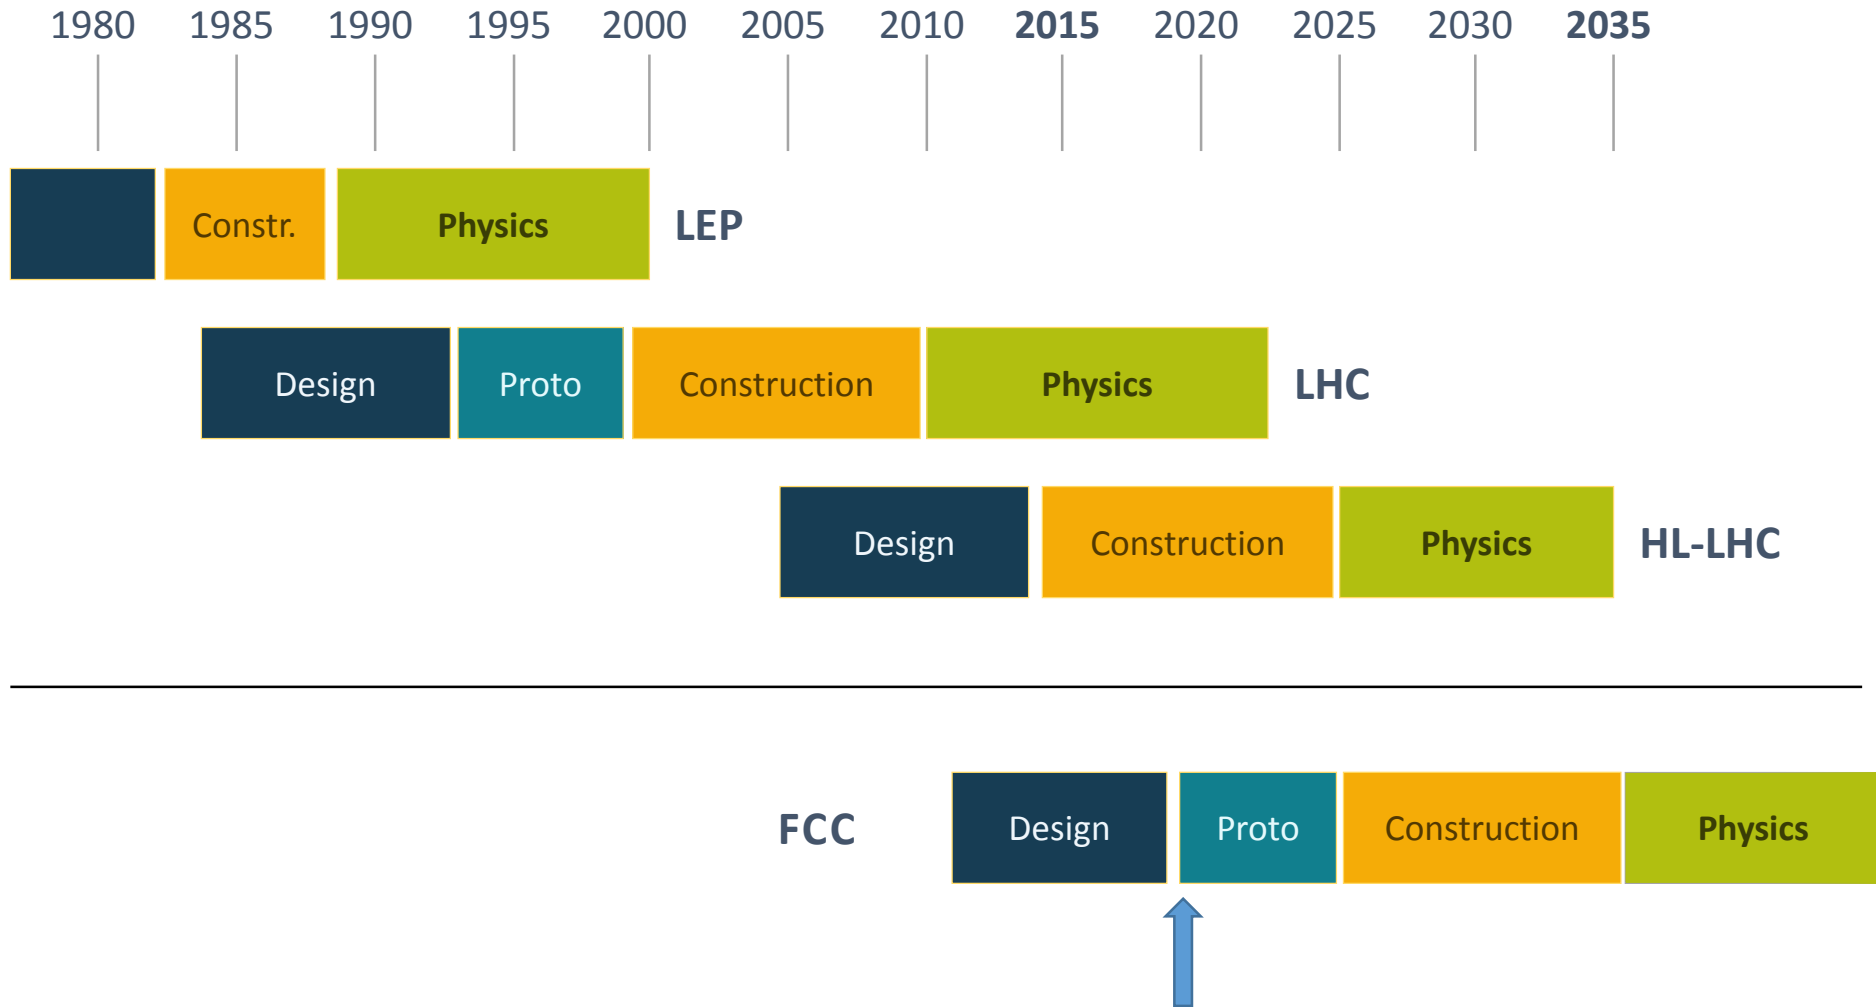 1980 1985 1990 1995 2000 2005 2010 2015 2020 2025 2030 2035
Constr. Physics LEP
Design Proto Construction Physics LHC
Design Construction Physics HL-LHC
FCC Design Proto Construction Physics